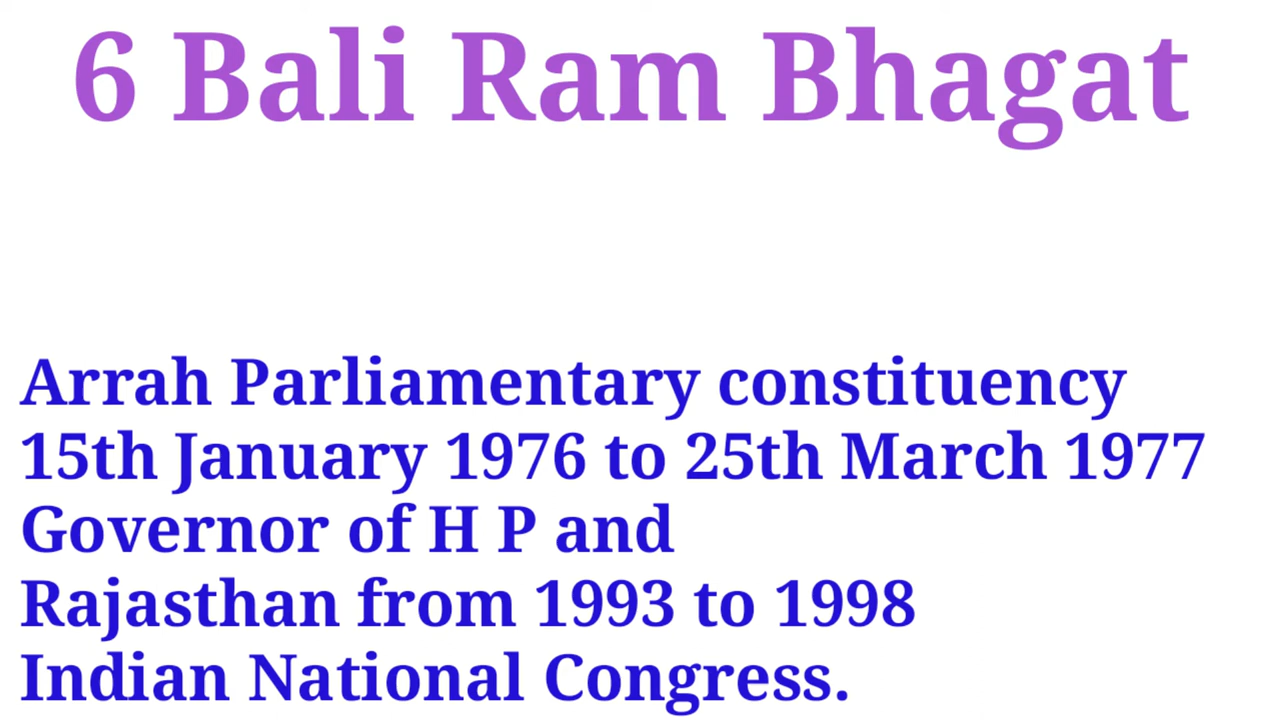 6 Bali Ram Bhagat
Arrah Parliamentary constituency
15th January 1976 to 25th March 1977
Governor of H P and
Rajasthan from 1993 to 1998
Indian National Congress.